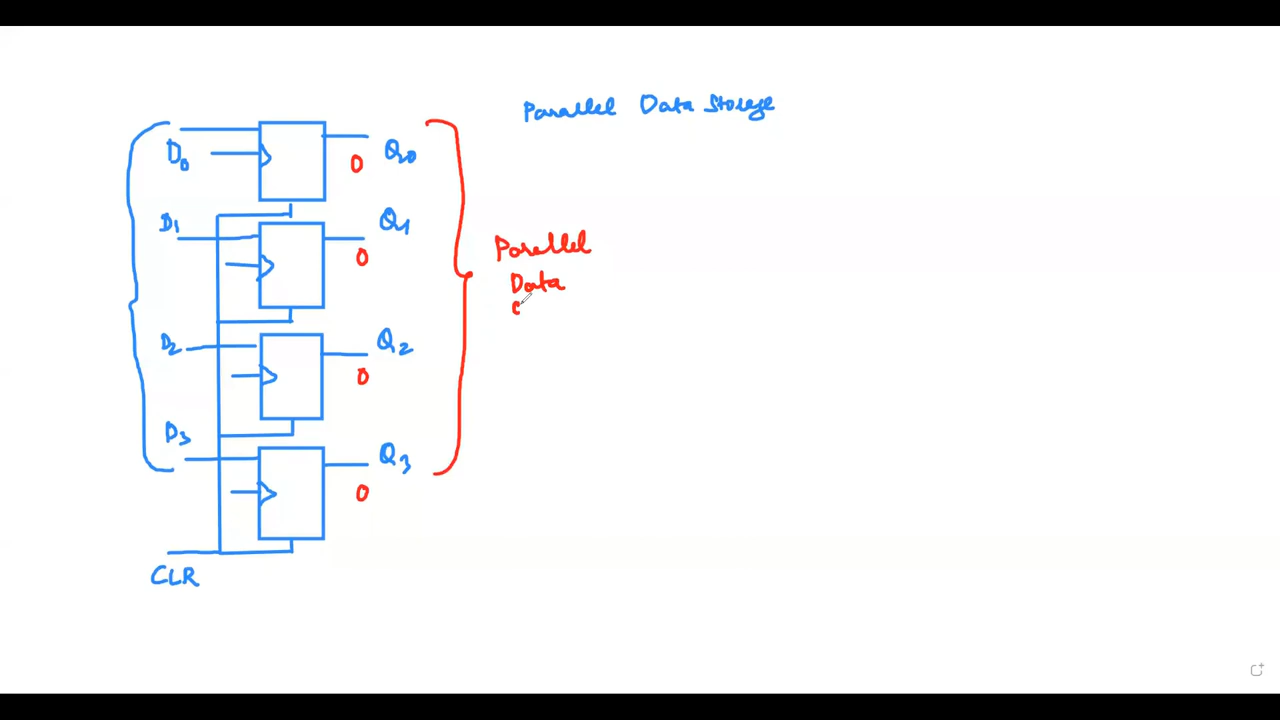 Parallel Data Storage
D0
0
Q0
D1
Q1
0
Parallel
Data
D2
Q2
0
D3
Q3
0
CLR